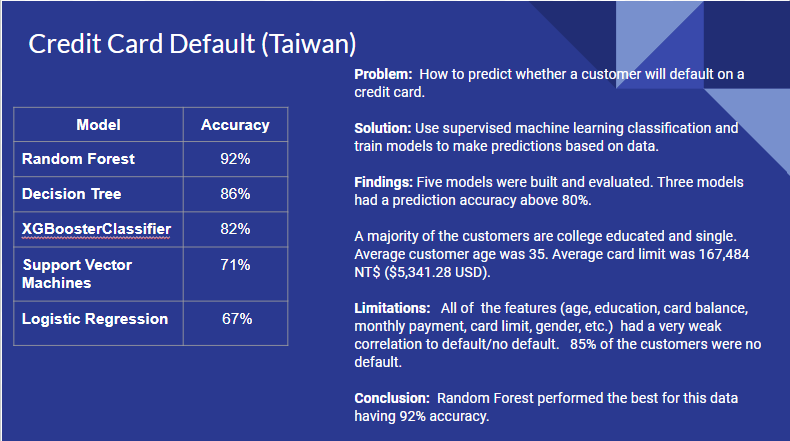 Credit Card Default (Taiwan)
Model Accuracy
Random Forest 92%
Decision Tree 86%
XGBoosterClassifier 82%
Support Vector 71%
Machines
Logistic Regression 67%
Problem: How to predict whether a customer will default on a
credit card.
Solution: Use supervised machine learning classification and
train models to make predictions based on data.
Findings: Five models were built and evaluated. Three models
had a prediction accuracy above 80%.
A majority of the customers are college educated and single.
Average customer age was 35. Average card limit was 167,484
NT$ ($5,341.28 USD).
Limitations: All of the features (age, education, card balance,
monthly payment, card limit, gender, etc.) had a very weak
correlation to default/no default. 85% of the customers were no
default.
Conclusion: Random Forest performed the best for this data
having 92% accuracy.